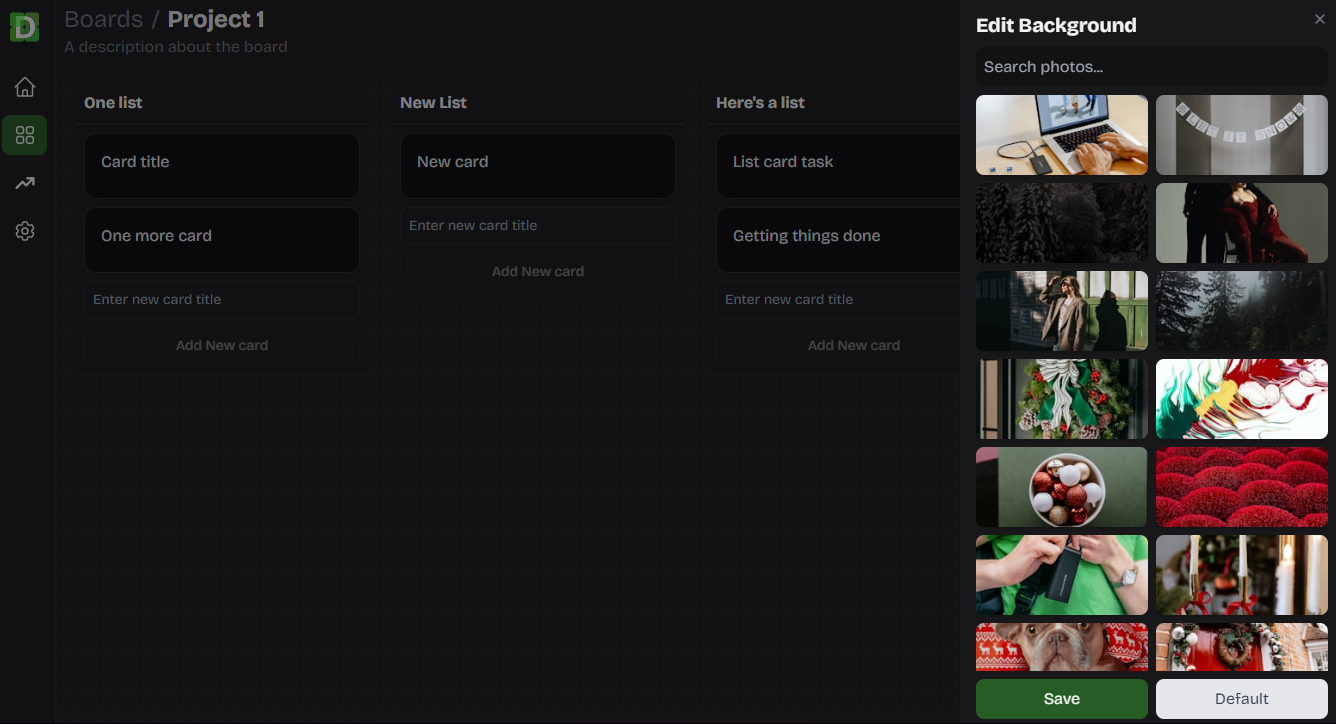 D
Boards / Project 1
A description about the board
One list
Card title
One more card
Enter new card title
Add New card
New List
New card
Enter new card title
Add New card
Here's a list
List card task
Getting things done
Enter new card title
Add New card
Edit Background
Search photos...
LET IT SNOW
Save
Default